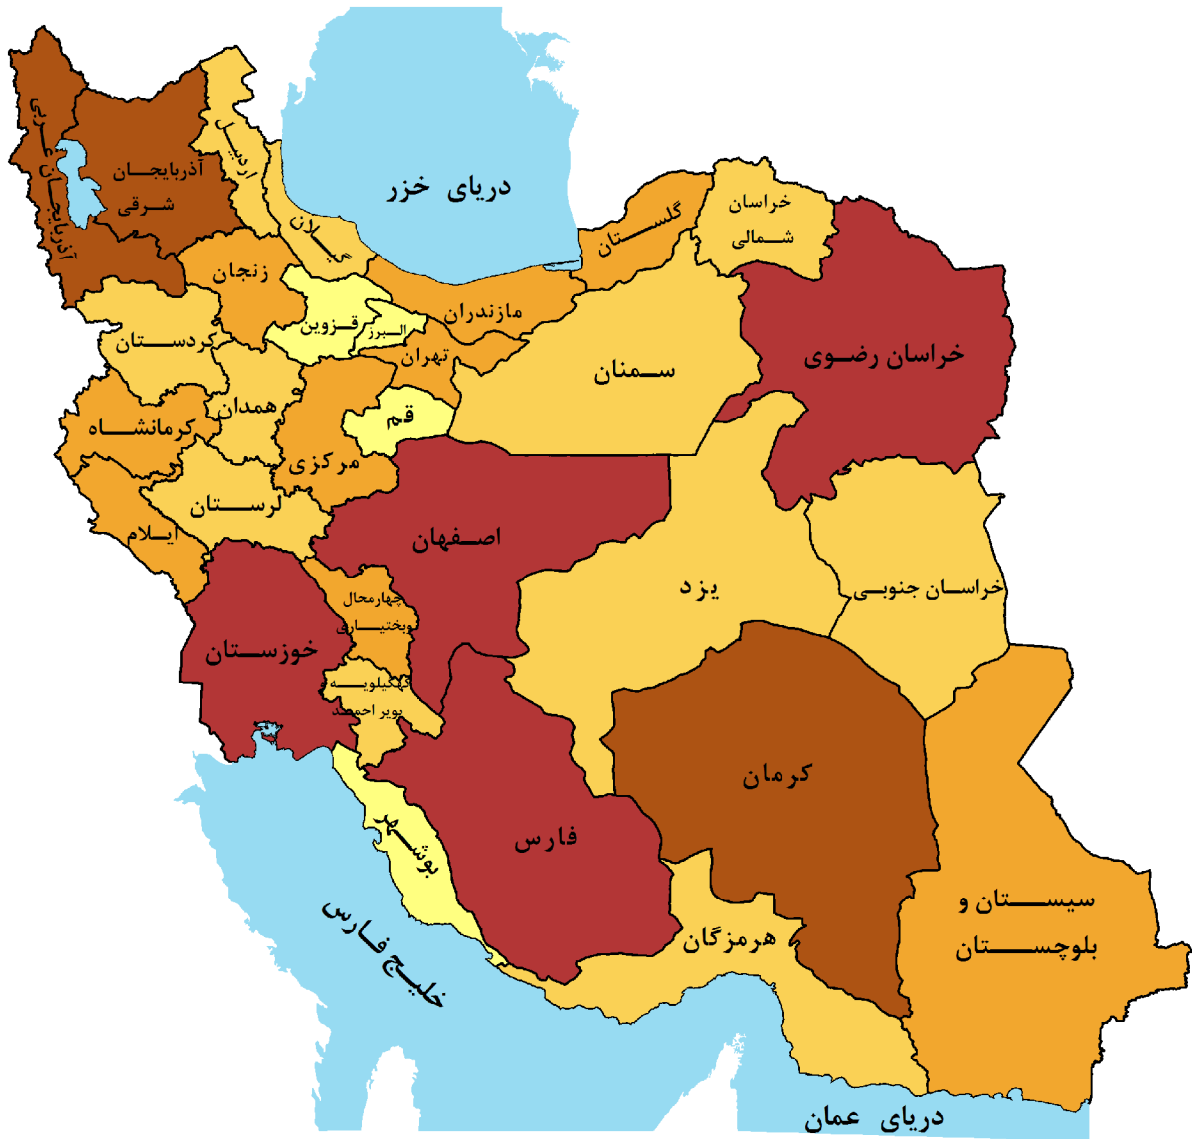 دریای خزر
آذربایجان غربی
آذربایجان
شرقی
اردبیل
گیلان
زنجان
گلستان
خراسان
شمالی
خراسان رضوی
مازندران
قزوین
البرز
تهران
سمنان
کردستان
همدان
کرمانشاه
قم
مرکزی
لرستان
ایلام
اصفهان
یزد
خراسان جنوبی
چهارمحال
وبختیاری
خوزستان
کهگیلویه
بویر احمد
کرمان
فارس
بوشهر
سیستان و
بلوچستان
هرمزگان
خلیج فارس
دریای عمان